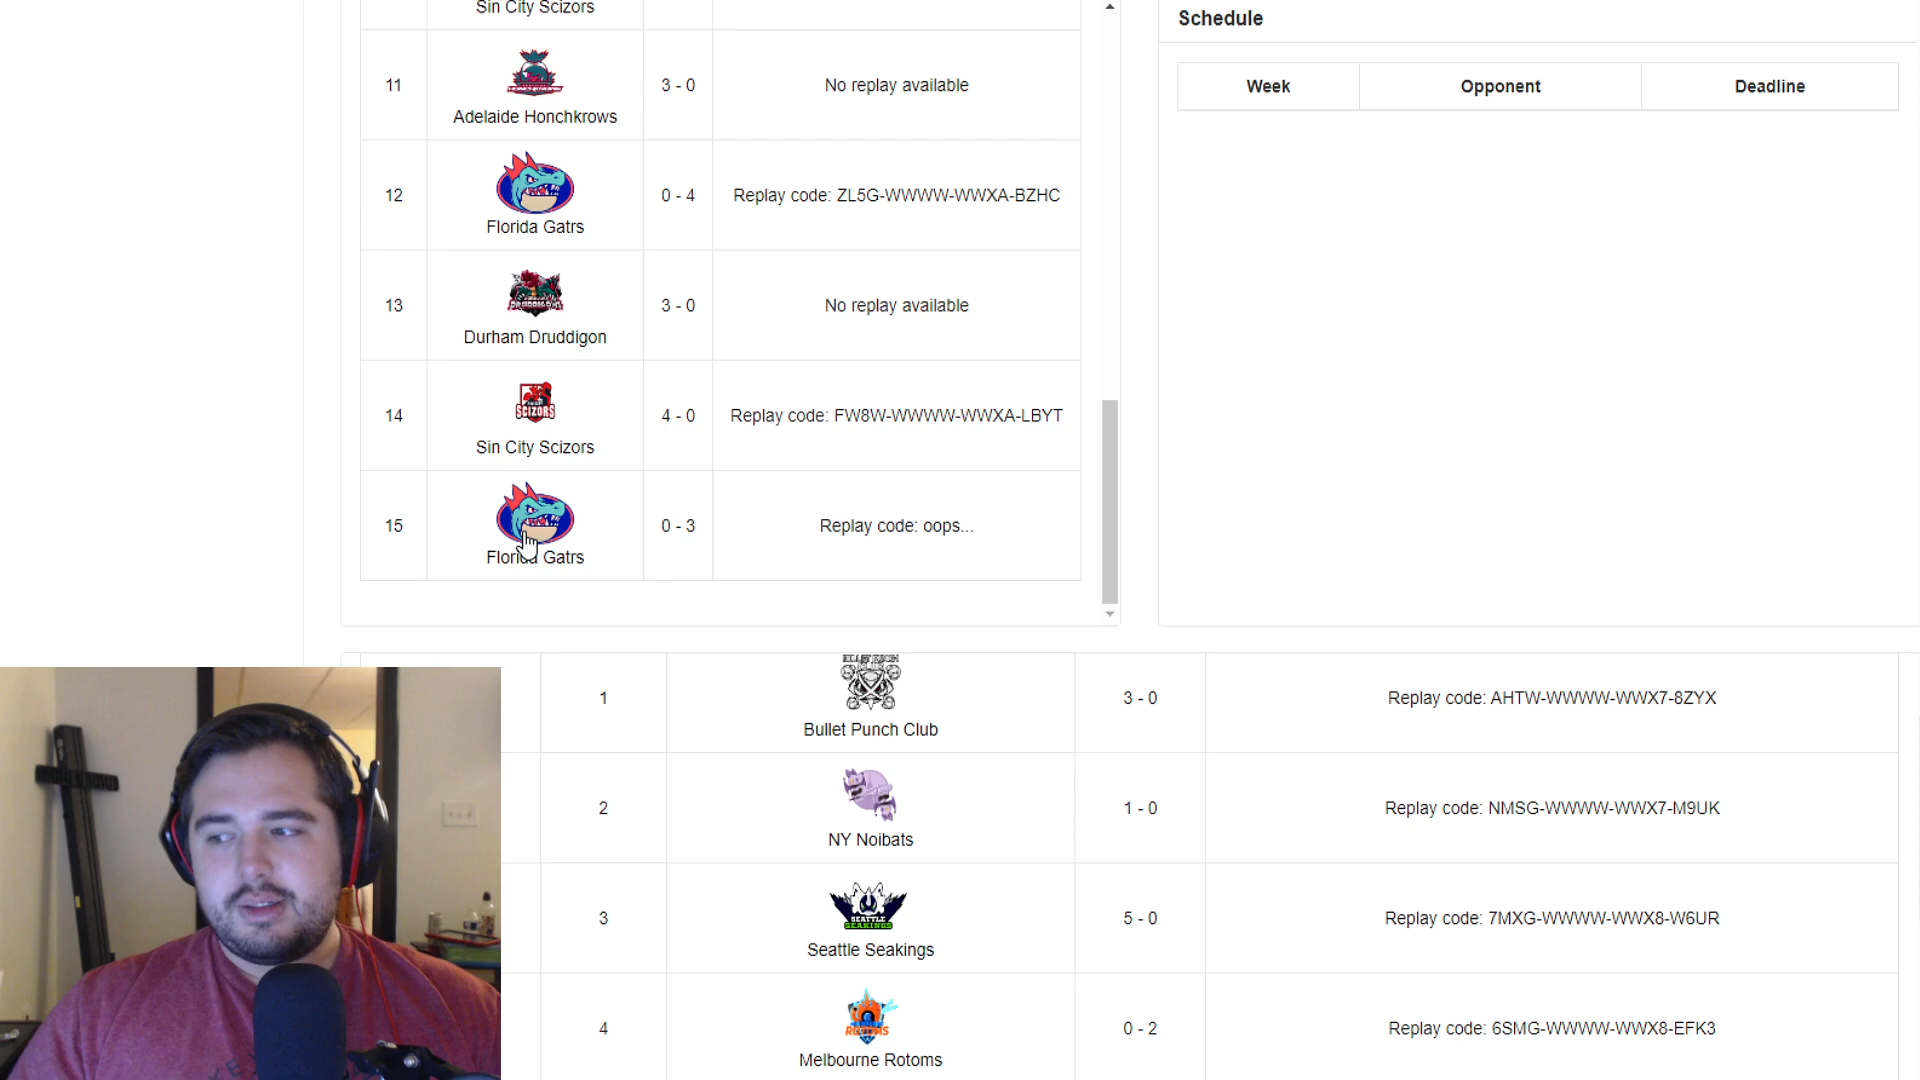 Sin City Scizors
11
3 - 0
No replay available
Adelaide Honchkrows
12
0 - 4
Replay code: ZL5G-WWWW-WWXA-BZHC
Florida Gatrs
13
3 - 0
No replay available
Durham Druddigon
14
SCIZORS
4 - 0
Replay code: FW8W-WWWW-WWXA-LBYT
Sin City Scizors
15
0 - 3
Replay code: oops...
Florida Gatrs
Schedule
Week
Opponent
Deadline
1
3 - 0
Replay code: AHTW-WWWW-WWX7-8ZYX
Bullet Punch Club
2
1 - 0
Replay code: NMSG-WWWW-WWX7-M9UK
NY Noibats
3
SEATTLE
SEAKINGS
5 - 0
Replay code: 7MXG-WWWW-WWX8-W6UR
Seattle Seakings
4
ROTOMS
0 - 2
Replay code: 6SMG-WWWW-WWX8-EFK3
Melbourne Rotoms